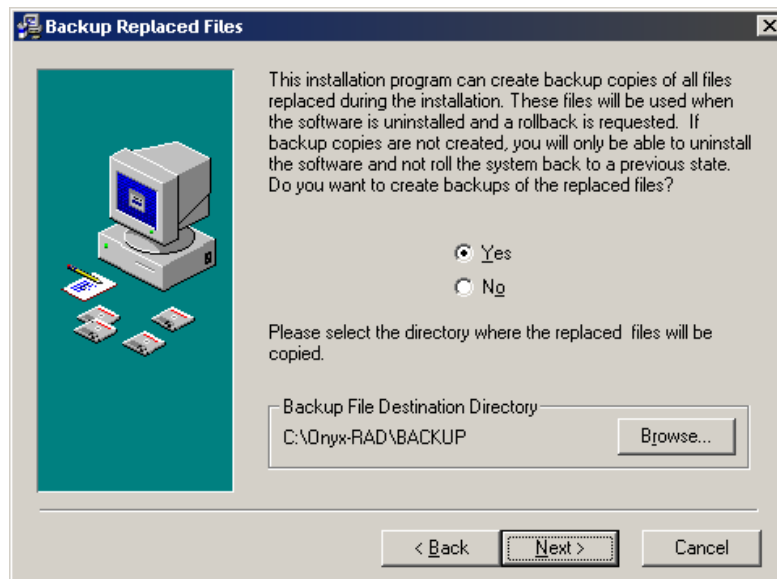 Backup Replaced Files
This installation program can create backup copies of all files
replaced during the installation. These files will be used when
the software is uninstalled and a rollback is requested.  If
backup copies are not created, you will only be able to uninstall
the software and not roll the system back to a previous state.
Do you want to create backups of the replaced files?
Yes
No
Please select the directory where the replaced  files will be
copied.
Backup File Destination Directory
C:\Onyx-RAD\BACKUP
Browse...
< Back
Next >
Cancel